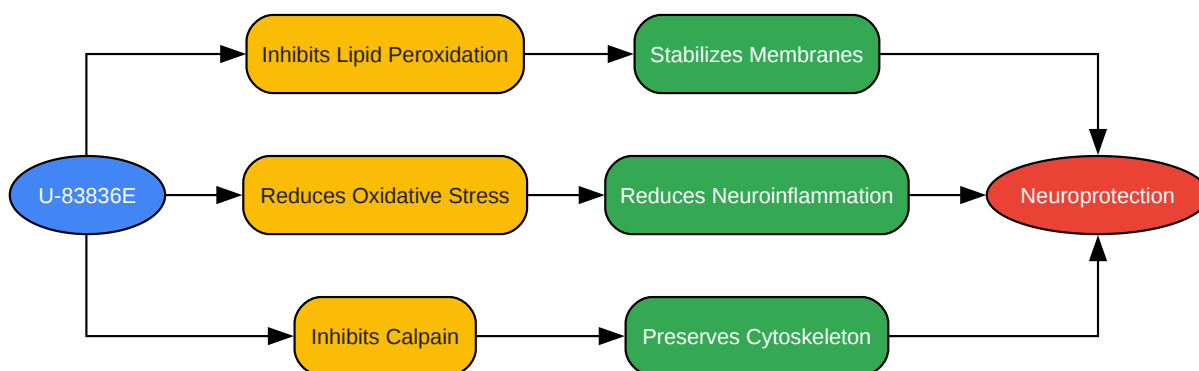 Inhibits Lipid Peroxidation
Stabilizes Membranes
U-83836E
Reduces Oxidative Stress
Reduces Neuroinflammation
Neuroprotection
Inhibits Calpain
Preserves Cytoskeleton